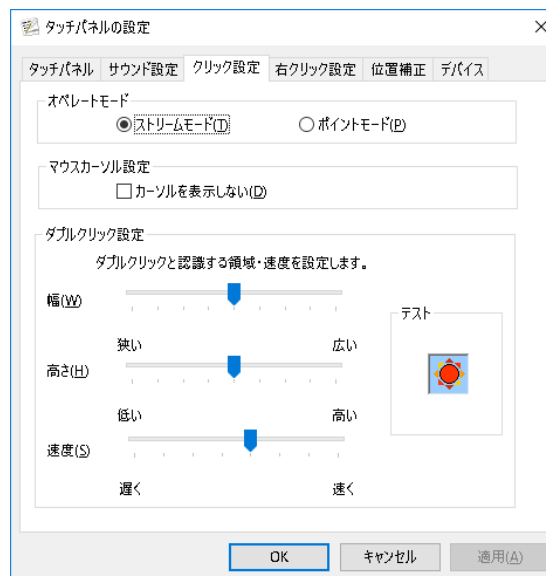 タッチパネルの設定
タッチパネル サウンド設定 クリック設定 右クリック設定 位置補正 デバイス
オペレートモード
ストリームモード(T) ポイントモード(P)
マウスカーソル設定
カーソルを表示しない(D)
ダブルクリック設定
ダブルクリックと認識する領域・速度を設定します。
幅(W)
狭い 広い
テスト
高さ(H)
低い 高い
速度(S)
遅く 速く
OK キャンセル 適用(A)